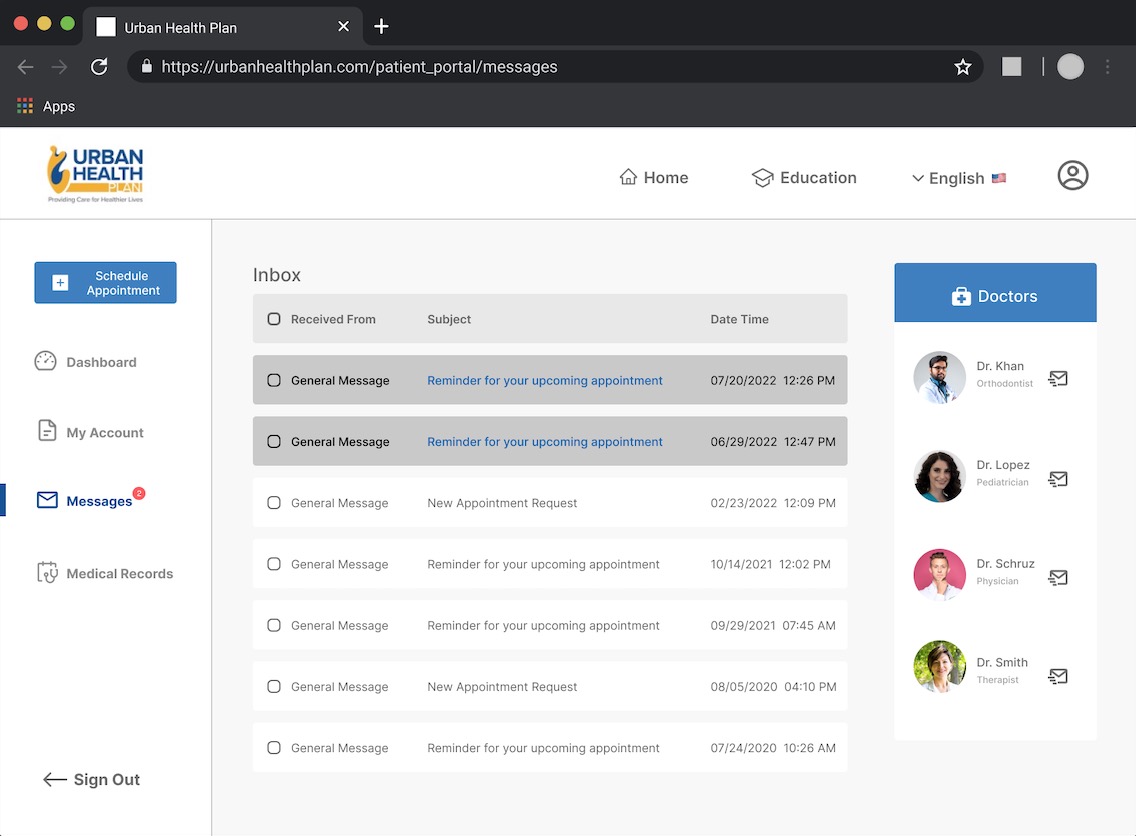 Urban Health Plan
https://urbanhealthplan.com/patient_portal/messages
Apps
URBAN
HEALTH
PLAN
Providing Care for Healthier Lives
Home
Education
English
Schedule
Appointment
Dashboard
My Account
Messages 2
Medical Records
Sign Out
Inbox
Received From Subject Date Time
General Message Reminder for your upcoming appointment 07/20/2022 12:26 PM
General Message Reminder for your upcoming appointment 06/29/2022 12:47 PM
General Message New Appointment Request 02/23/2022 12:09 PM
General Message Reminder for your upcoming appointment 10/14/2021 12:02 PM
General Message Reminder for your upcoming appointment 09/29/2021 07:45 AM
General Message New Appointment Request 08/05/2020 04:10 PM
General Message Reminder for your upcoming appointment 07/24/2020 10:26 AM
Doctors
Dr. Khan
Orthodontist
Dr. Lopez
Pediatrician
Dr. Schruz
Physician
Dr. Smith
Therapist